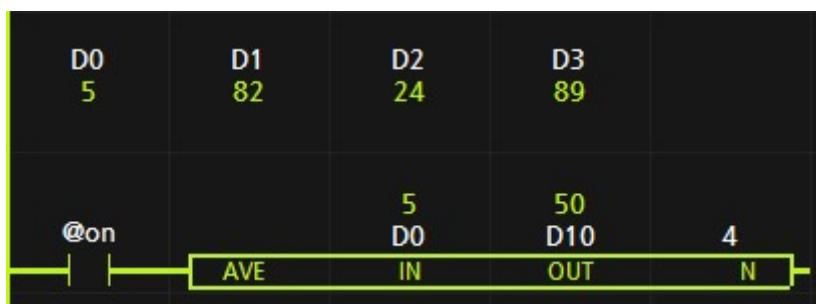 D0 D1 D2 D3
5 82 24 89
5 50
@on D0 D10 4
AVE IN OUT N